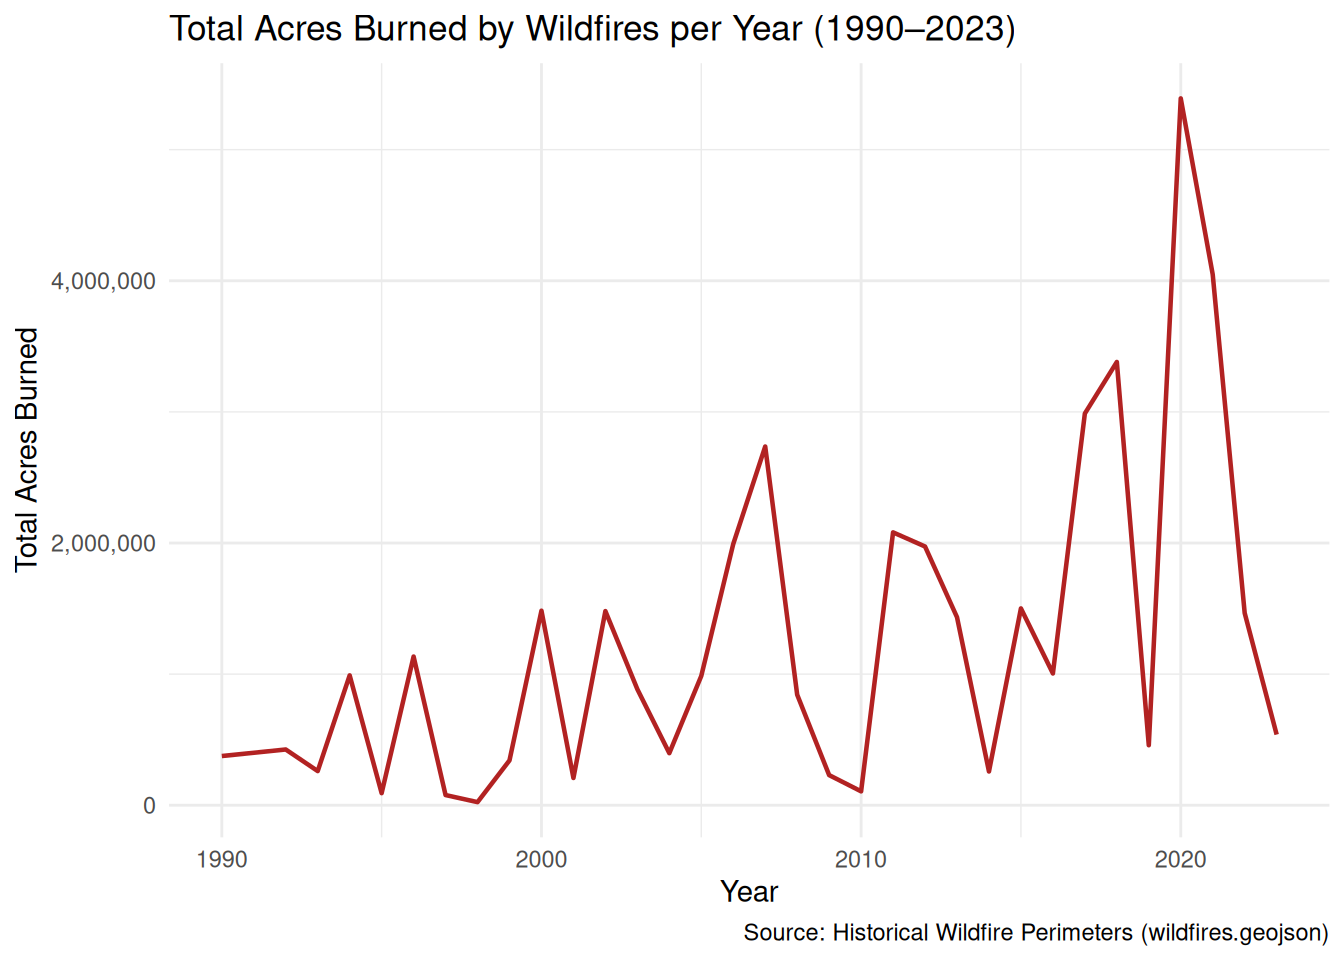 Total Acres Burned by Wildfires per Year (1990–2023)
Total Acres Burned
4,000,000
2,000,000
0
1990 2000 2010 2020
Year
Source: Historical Wildfire Perimeters (wildfires.geojson)